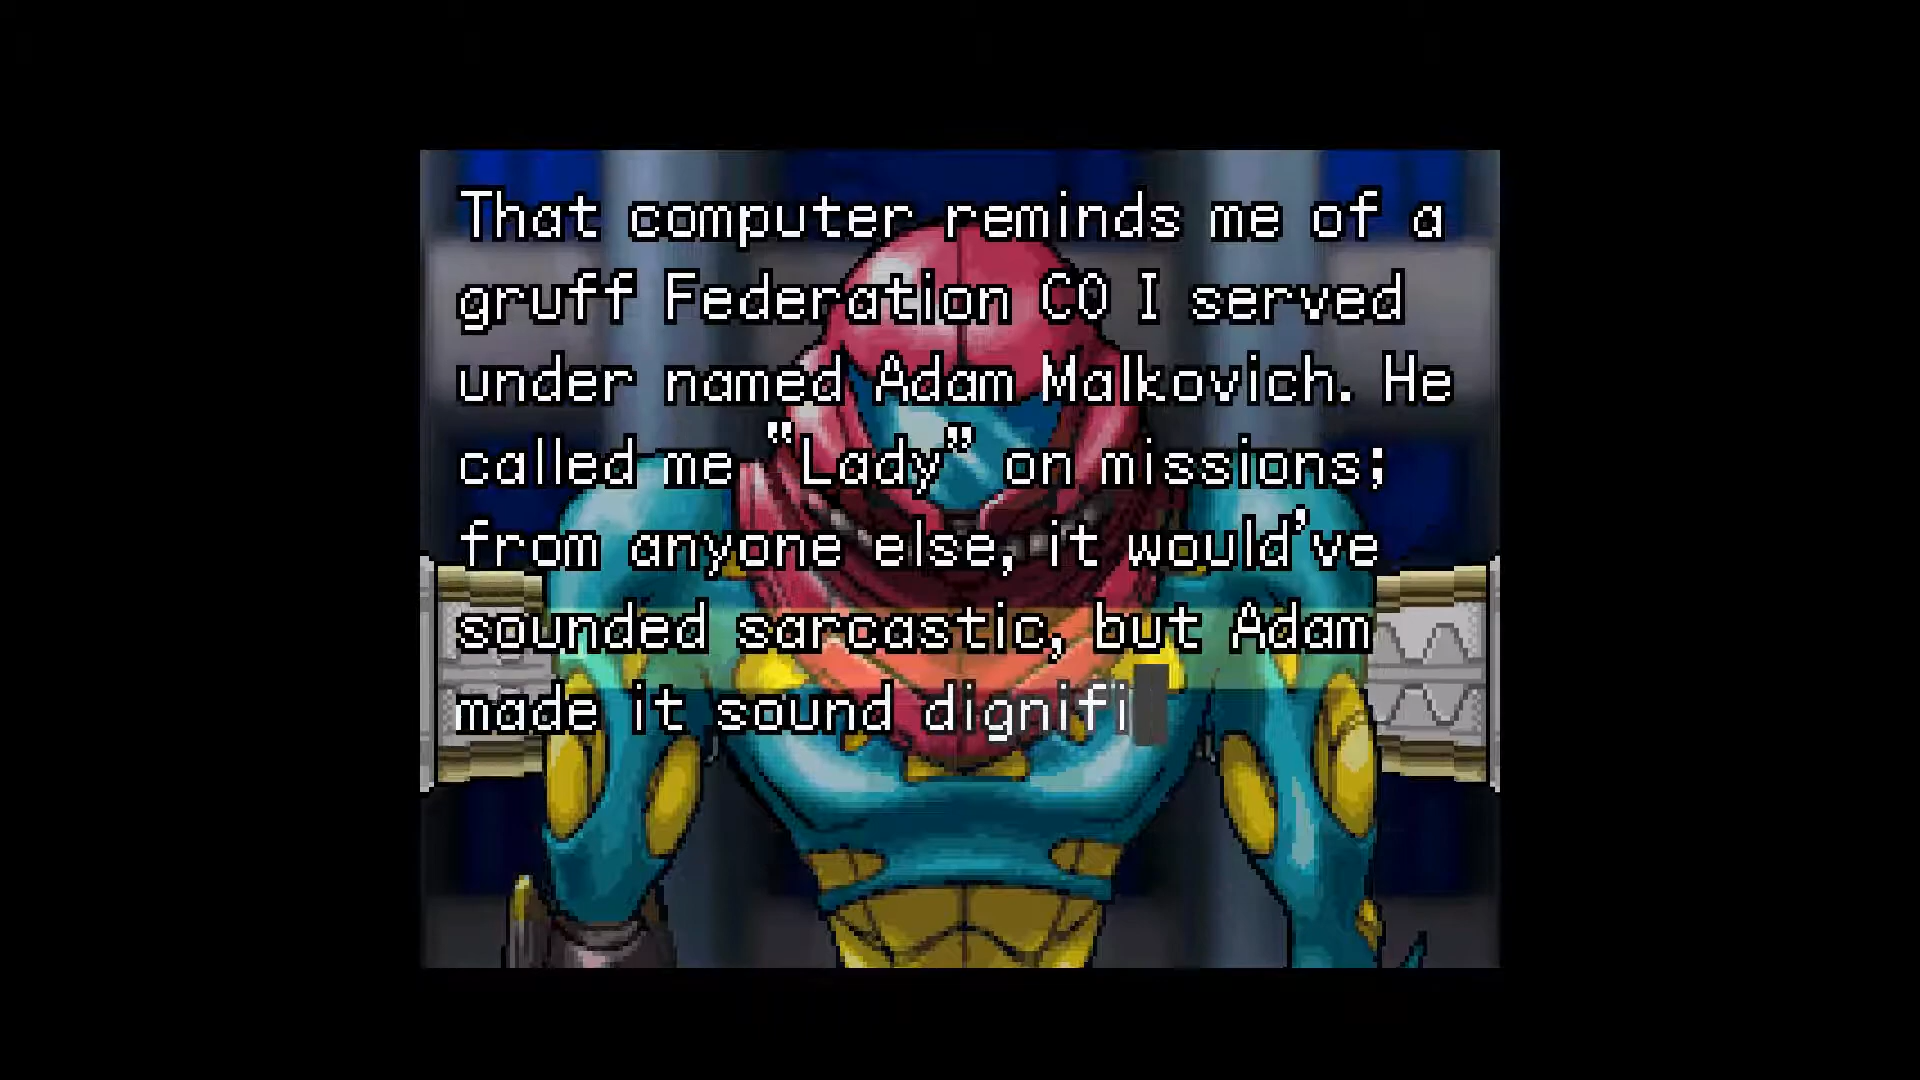 That computer reminds me of a
gruff Federation CO I served
under named Adam Malkovich. He
called me "Lady" on missions;
from anyone else, it would've
sounded sarcastic, but Adam
made it sound dignifi